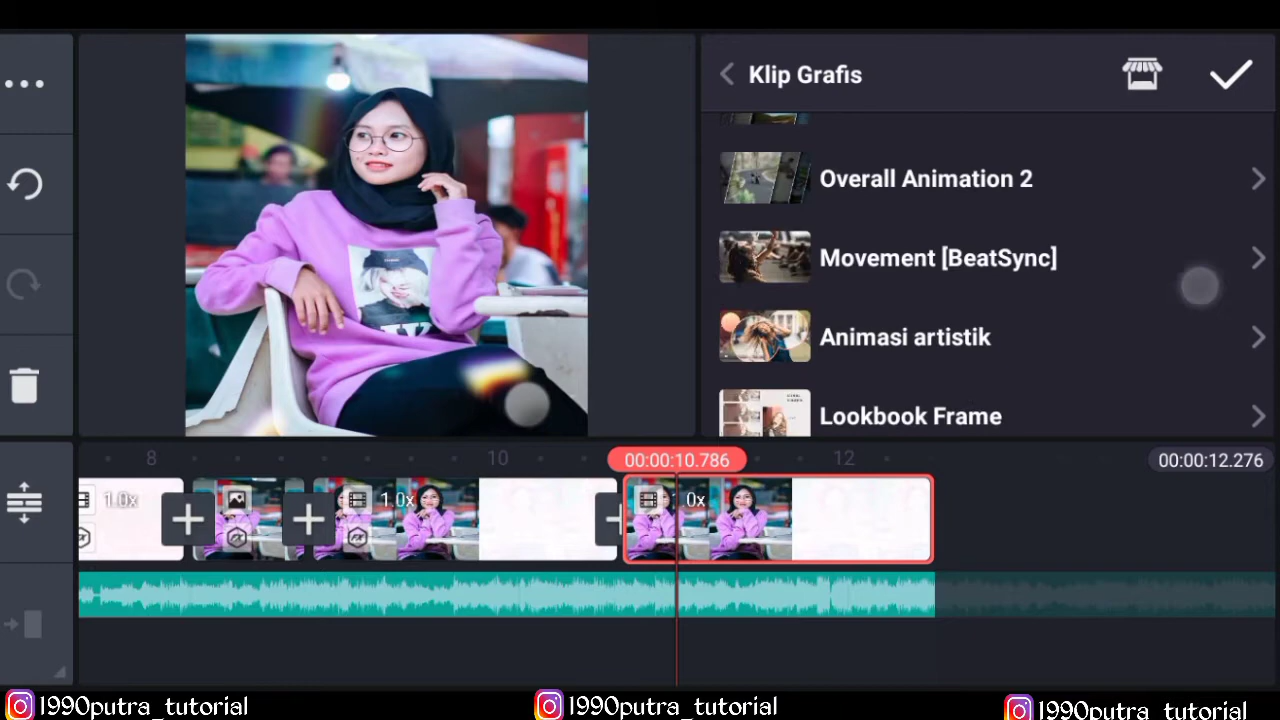 Klip Grafis
Overall Animation 2
Movement [BeatSync]
Animasi artistik
Lookbook Frame
8
10
00:00:10.786
12
00:00:12.276
1.0x
1.0x
0x
1990putra_tutorial
1990putra_tutorial
1990putra_tutorial